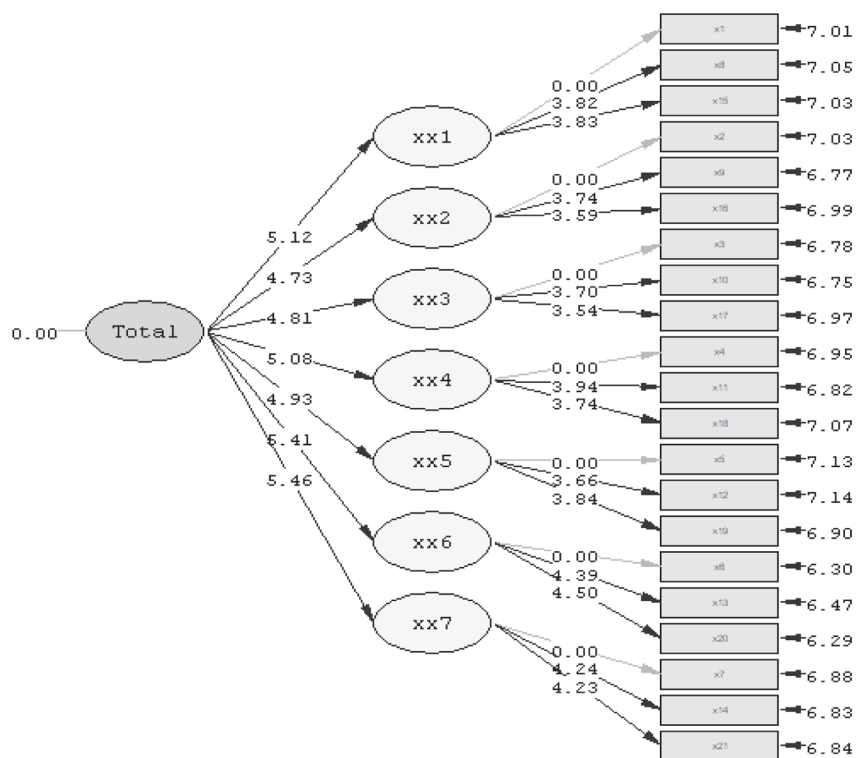 x1
7.01
x8
7.05
0.00
3.82
3.83
x15
7.03
xx1
x2
7.03
x9
6.77
0.00
3.74
3.59
x16
6.99
xx2
x3
6.78
5.12
0.00
3.70
3.54
x10
6.75
4.73
xx3
x17
6.97
4.81
0.00
Total
x4
6.95
5.08
0.00
3.94
3.74
xx4
x11
6.82
4.93
x18
7.07
5.41
xx5
0.00
3.66
3.84
x5
7.13
5.46
x12
7.14
x19
6.90
xx6
0.00
4.39
4.50
x6
6.30
x13
6.47
xx7
x20
6.29
0.00
4.24
4.23
x7
6.88
x14
6.83
x21
6.84